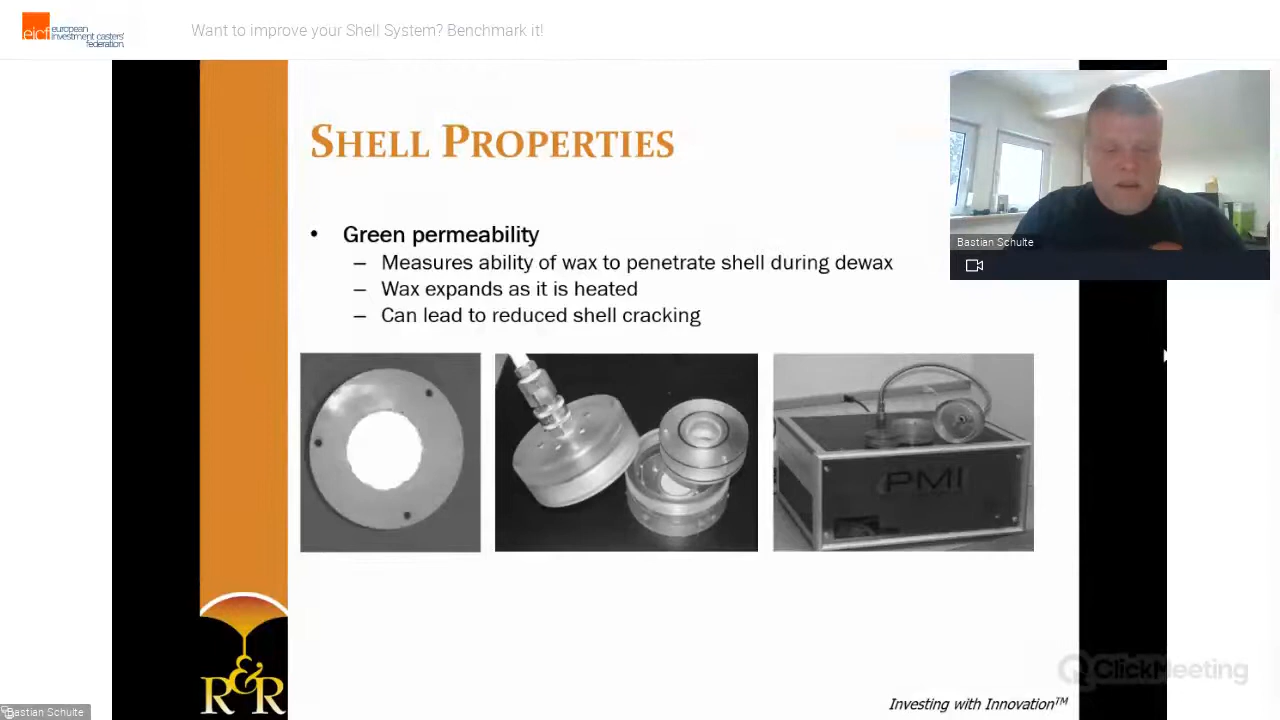 eicf european
investment casters'
federation.
Want to improve your Shell System? Benchmark it!
SHELL PROPERTIES
• Green permeability
– Measures ability of wax to penetrate shell during dewax
– Wax expands as it is heated
– Can lead to reduced shell cracking
Bastian Schulte
PMI
R&R
ClickMeeting
Investing with Innovation™
Bastian Schulte